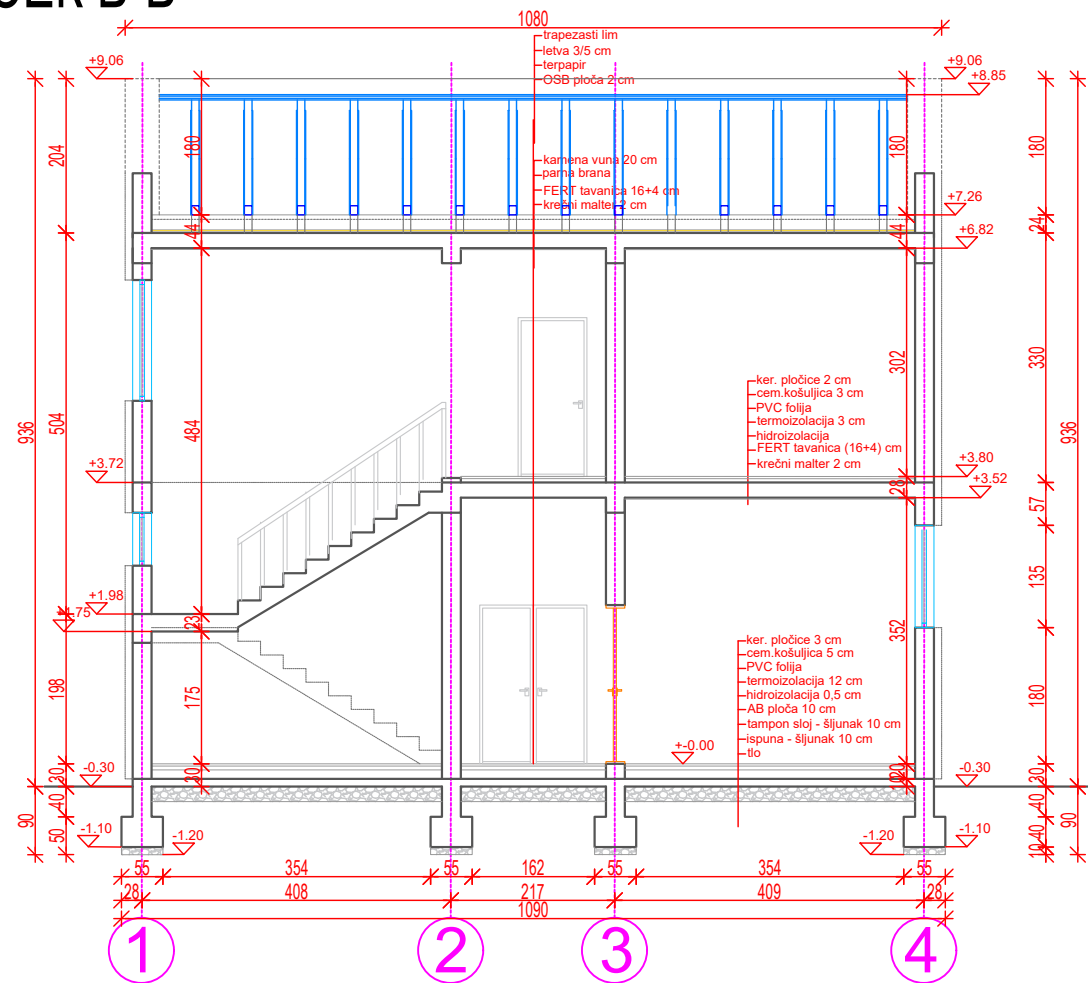 B-B
1080
trapezasti lim
letva 3/5 cm
terpapir
OSB ploča 2 cm
+9.06
+9.06
+8.85
204
180
180
180
kamena vuna 20 cm
parna brana
FERT tavanica 16+4 cm
krečni malter 2 cm
+7.26
44
44
24
+6.82
936
504
484
302
330
936
ker. pločice 2 cm
cem.košuljica 3 cm
PVC folija
termoizolacija 3 cm
hidroizolacija
FERT tavanica (16+4) cm
krečni malter 2 cm
+3.72
+3.80
28
+3.52
57
135
+1.98
23
352
198
175
180
ker. pločice 3 cm
cem.košuljica 5 cm
PVC folija
termoizolacija 12 cm
hidroizolacija 0,5 cm
AB ploča 10 cm
tampon sloj - šljunak 10 cm
ispuna - šljunak 10 cm
tlo
+-0.00
-0.30
30
30
-0.30
30
90
40
50
-1.10
-1.20
-1.20
-1.10
40
40
10
90
55
354
55
162
55
354
55
28
408
217
409
28
1090
1
2
3
4